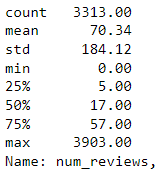 count    3313.00
mean       70.34
std       184.12
min         0.00
25%         5.00
50%        17.00
75%        57.00
max      3903.00
Name: num_reviews,